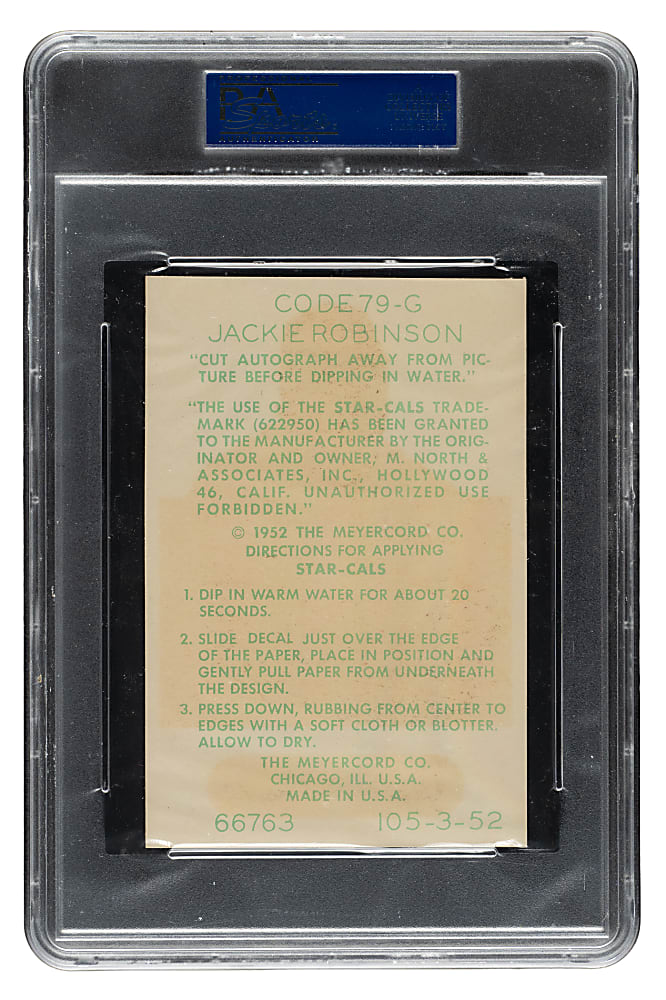 PSA
CODE 79-G
JACKIE ROBINSON
"CUT AUTOGRAPH AWAY FROM PIC-
TURE BEFORE DIPPING IN WATER."
"THE USE OF THE STAR-CALS TRADE-
MARK (622950) HAS BEEN GRANTED
TO THE MANUFACTURER BY THE ORIG-
INATOR AND OWNER; M. NORTH &
ASSOCIATES, INC., HOLLYWOOD
46, CALIF. UNAUTHORIZED USE
FORBIDDEN."
© 1952 THE MEYERCORD CO.
DIRECTIONS FOR APPLYING
STAR-CALS
1. DIP IN WARM WATER FOR ABOUT 20
SECONDS.
2. SLIDE DECAL JUST OVER THE EDGE
OF THE PAPER, PLACE IN POSITION AND
GENTLY PULL PAPER FROM UNDERNEATH
THE DESIGN.
3. PRESS DOWN, RUBBING FROM CENTER TO
EDGES WITH A SOFT CLOTH OR BLOTTER.
ALLOW TO DRY.
THE MEYERCORD CO.
CHICAGO, ILL. U.S.A.
MADE IN U.S.A.
66763 105-3-52